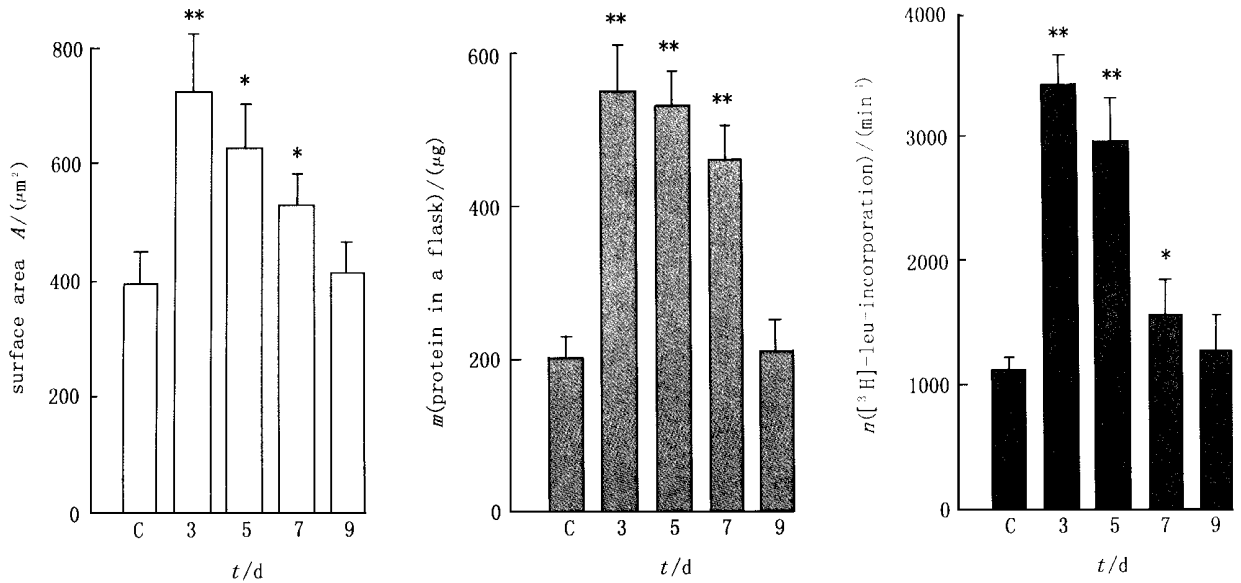 surface area A/(μm²)
800
600
400
200
0
**
*
*
C 3 5 7 9
t/d
m(protein in a flask)/(μg)
600
400
200
0
**
**
**
C 3 5 7 9
t/d
n([³H]-leu-incorporation)/(min⁻¹)
4000
3000
2000
1000
0
**
**
*
C 3 5 7 9
t/d